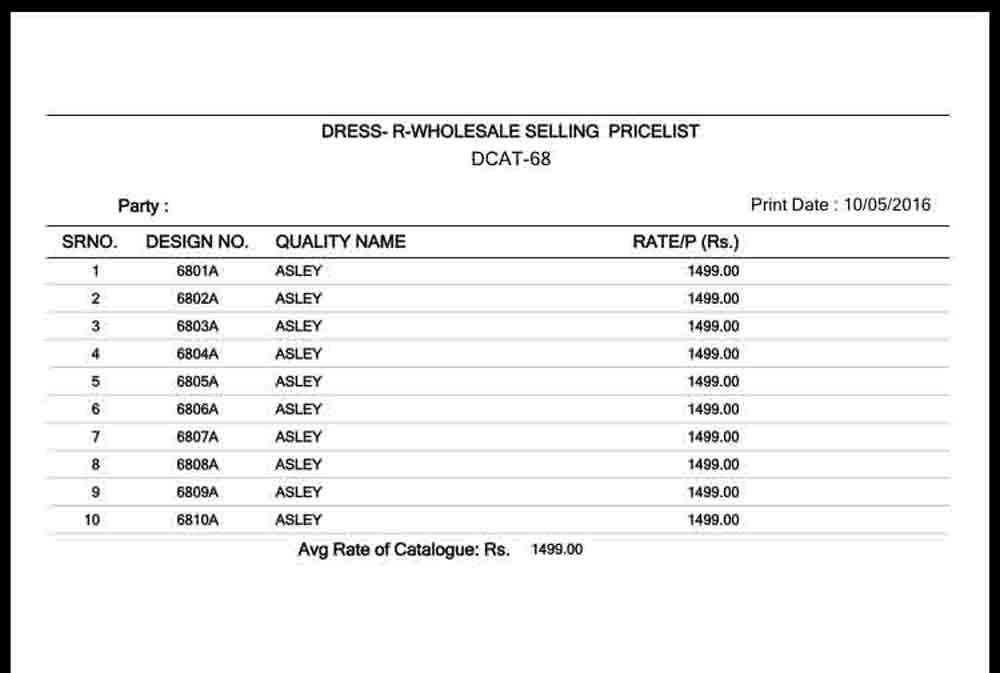 DRESS- R-WHOLESALE SELLING PRICELIST
DCAT-68
Party : Print Date : 10/05/2016
SRNO. DESIGN NO. QUALITY NAME RATE/P (Rs.)
1 6801A ASLEY 1499.00
2 6802A ASLEY 1499.00
3 6803A ASLEY 1499.00
4 6804A ASLEY 1499.00
5 6805A ASLEY 1499.00
6 6806A ASLEY 1499.00
7 6807A ASLEY 1499.00
8 6808A ASLEY 1499.00
9 6809A ASLEY 1499.00
10 6810A ASLEY 1499.00
Avg Rate of Catalogue: Rs. 1499.00